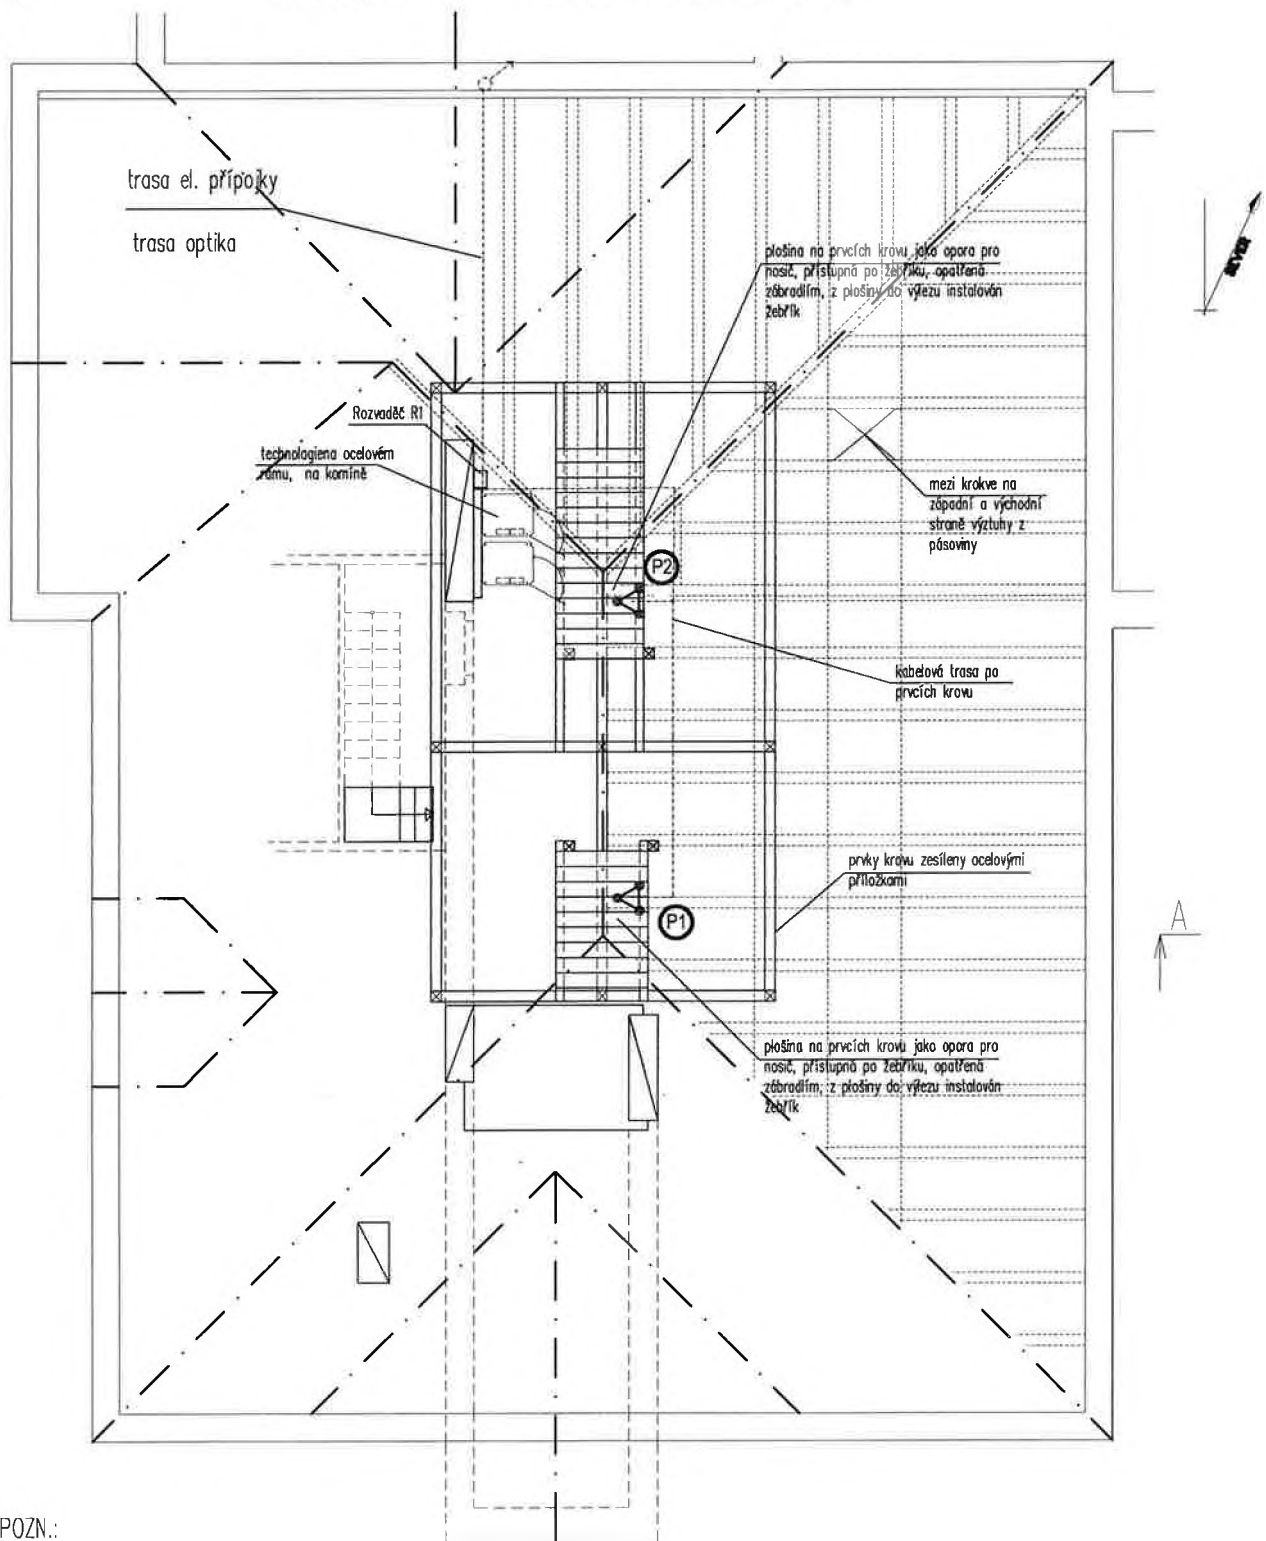 trasa el. přípojky
trasa optika
plošina na prvcích krovu jako opora pro
nosič, přístupná po žebříku, opatřená
zábradlím, z plošiny do výlezu instalován
žebřík
SEVER
Rozvaděč R1
technologiena ocelovém
rámu, na komíně
mezi krokve na
západní a východní
straně výztuhy z
pásoviny
P2
kabelová trasa po
prvcích krovu
prvky krovu zesíleny ocelovými
příložkami
P1
A
plošina na prvcích krovu jako opora pro
nosič, přístupná po žebříku, opatřená
zábradlím, z plošiny do výlezu instalován
žebřík
POZN.: